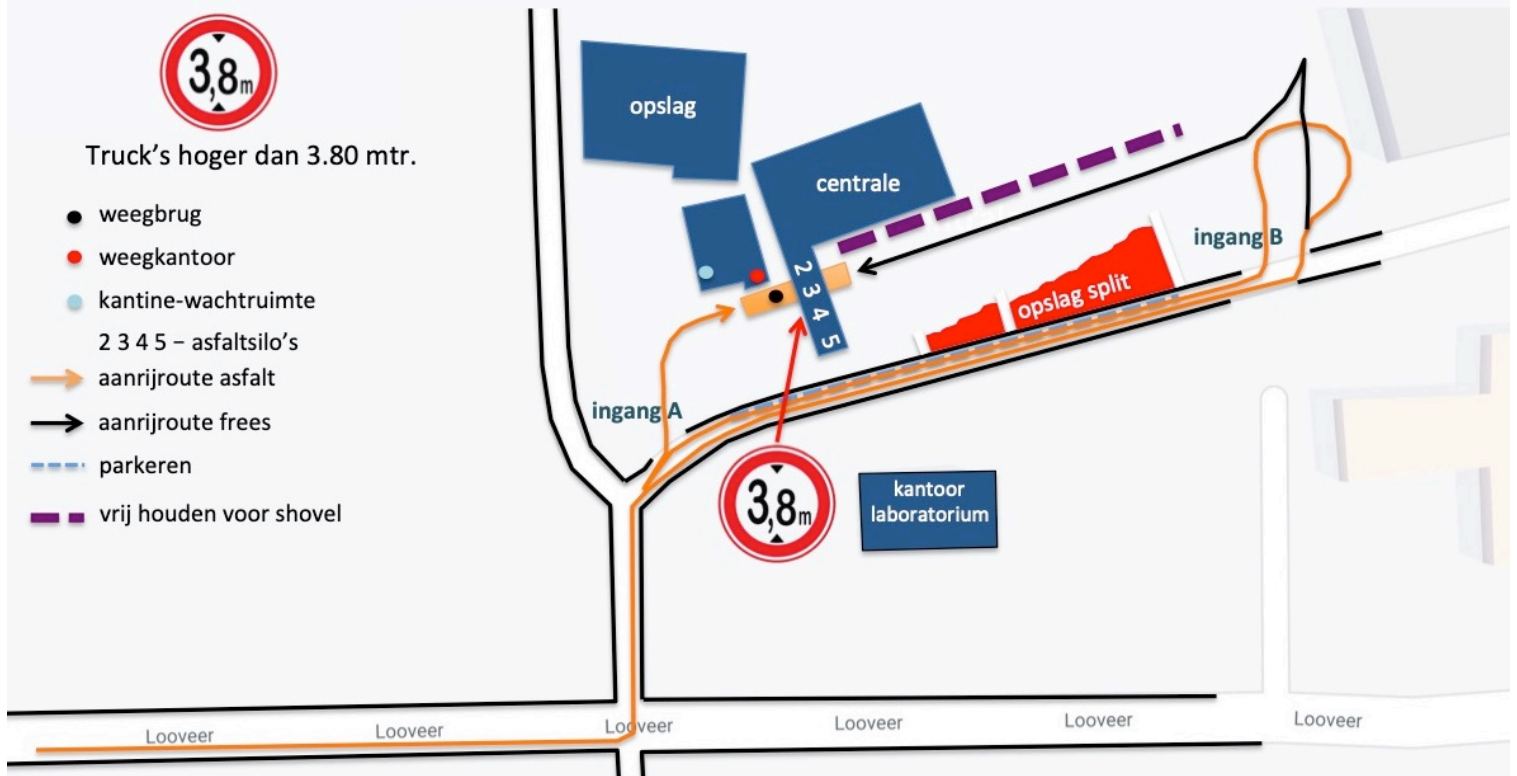 3,8m
Truck's hoger dan 3.80 mtr.
weegbrug
weegkantoor
kantine-wachtruimte
2 3 4 5 – asfaltsilo's
aanrijroute asfalt
aanrijroute frees
parkeren
vrij houden voor shovel
opslag
centrale
2 3 4 5
ingang A
ingang B
opslag split
3,8m
kantoor
laboratorium
Looveer
Looveer
Looveer
Looveer
Looveer
Looveer